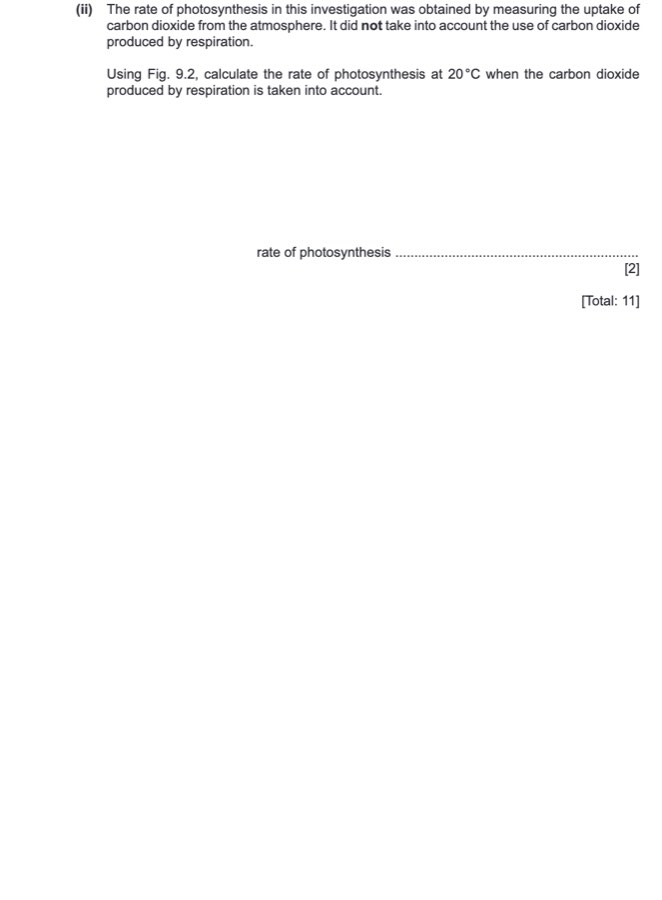 (ii) The rate of photosynthesis in this investigation was obtained by measuring the uptake of
carbon dioxide from the atmosphere. It did not take into account the use of carbon dioxide
produced by respiration.
Using Fig. 9.2, calculate the rate of photosynthesis at 20°C when the carbon dioxide
produced by respiration is taken into account.
rate of photosynthesis ................................................................
[2]
[Total: 11]